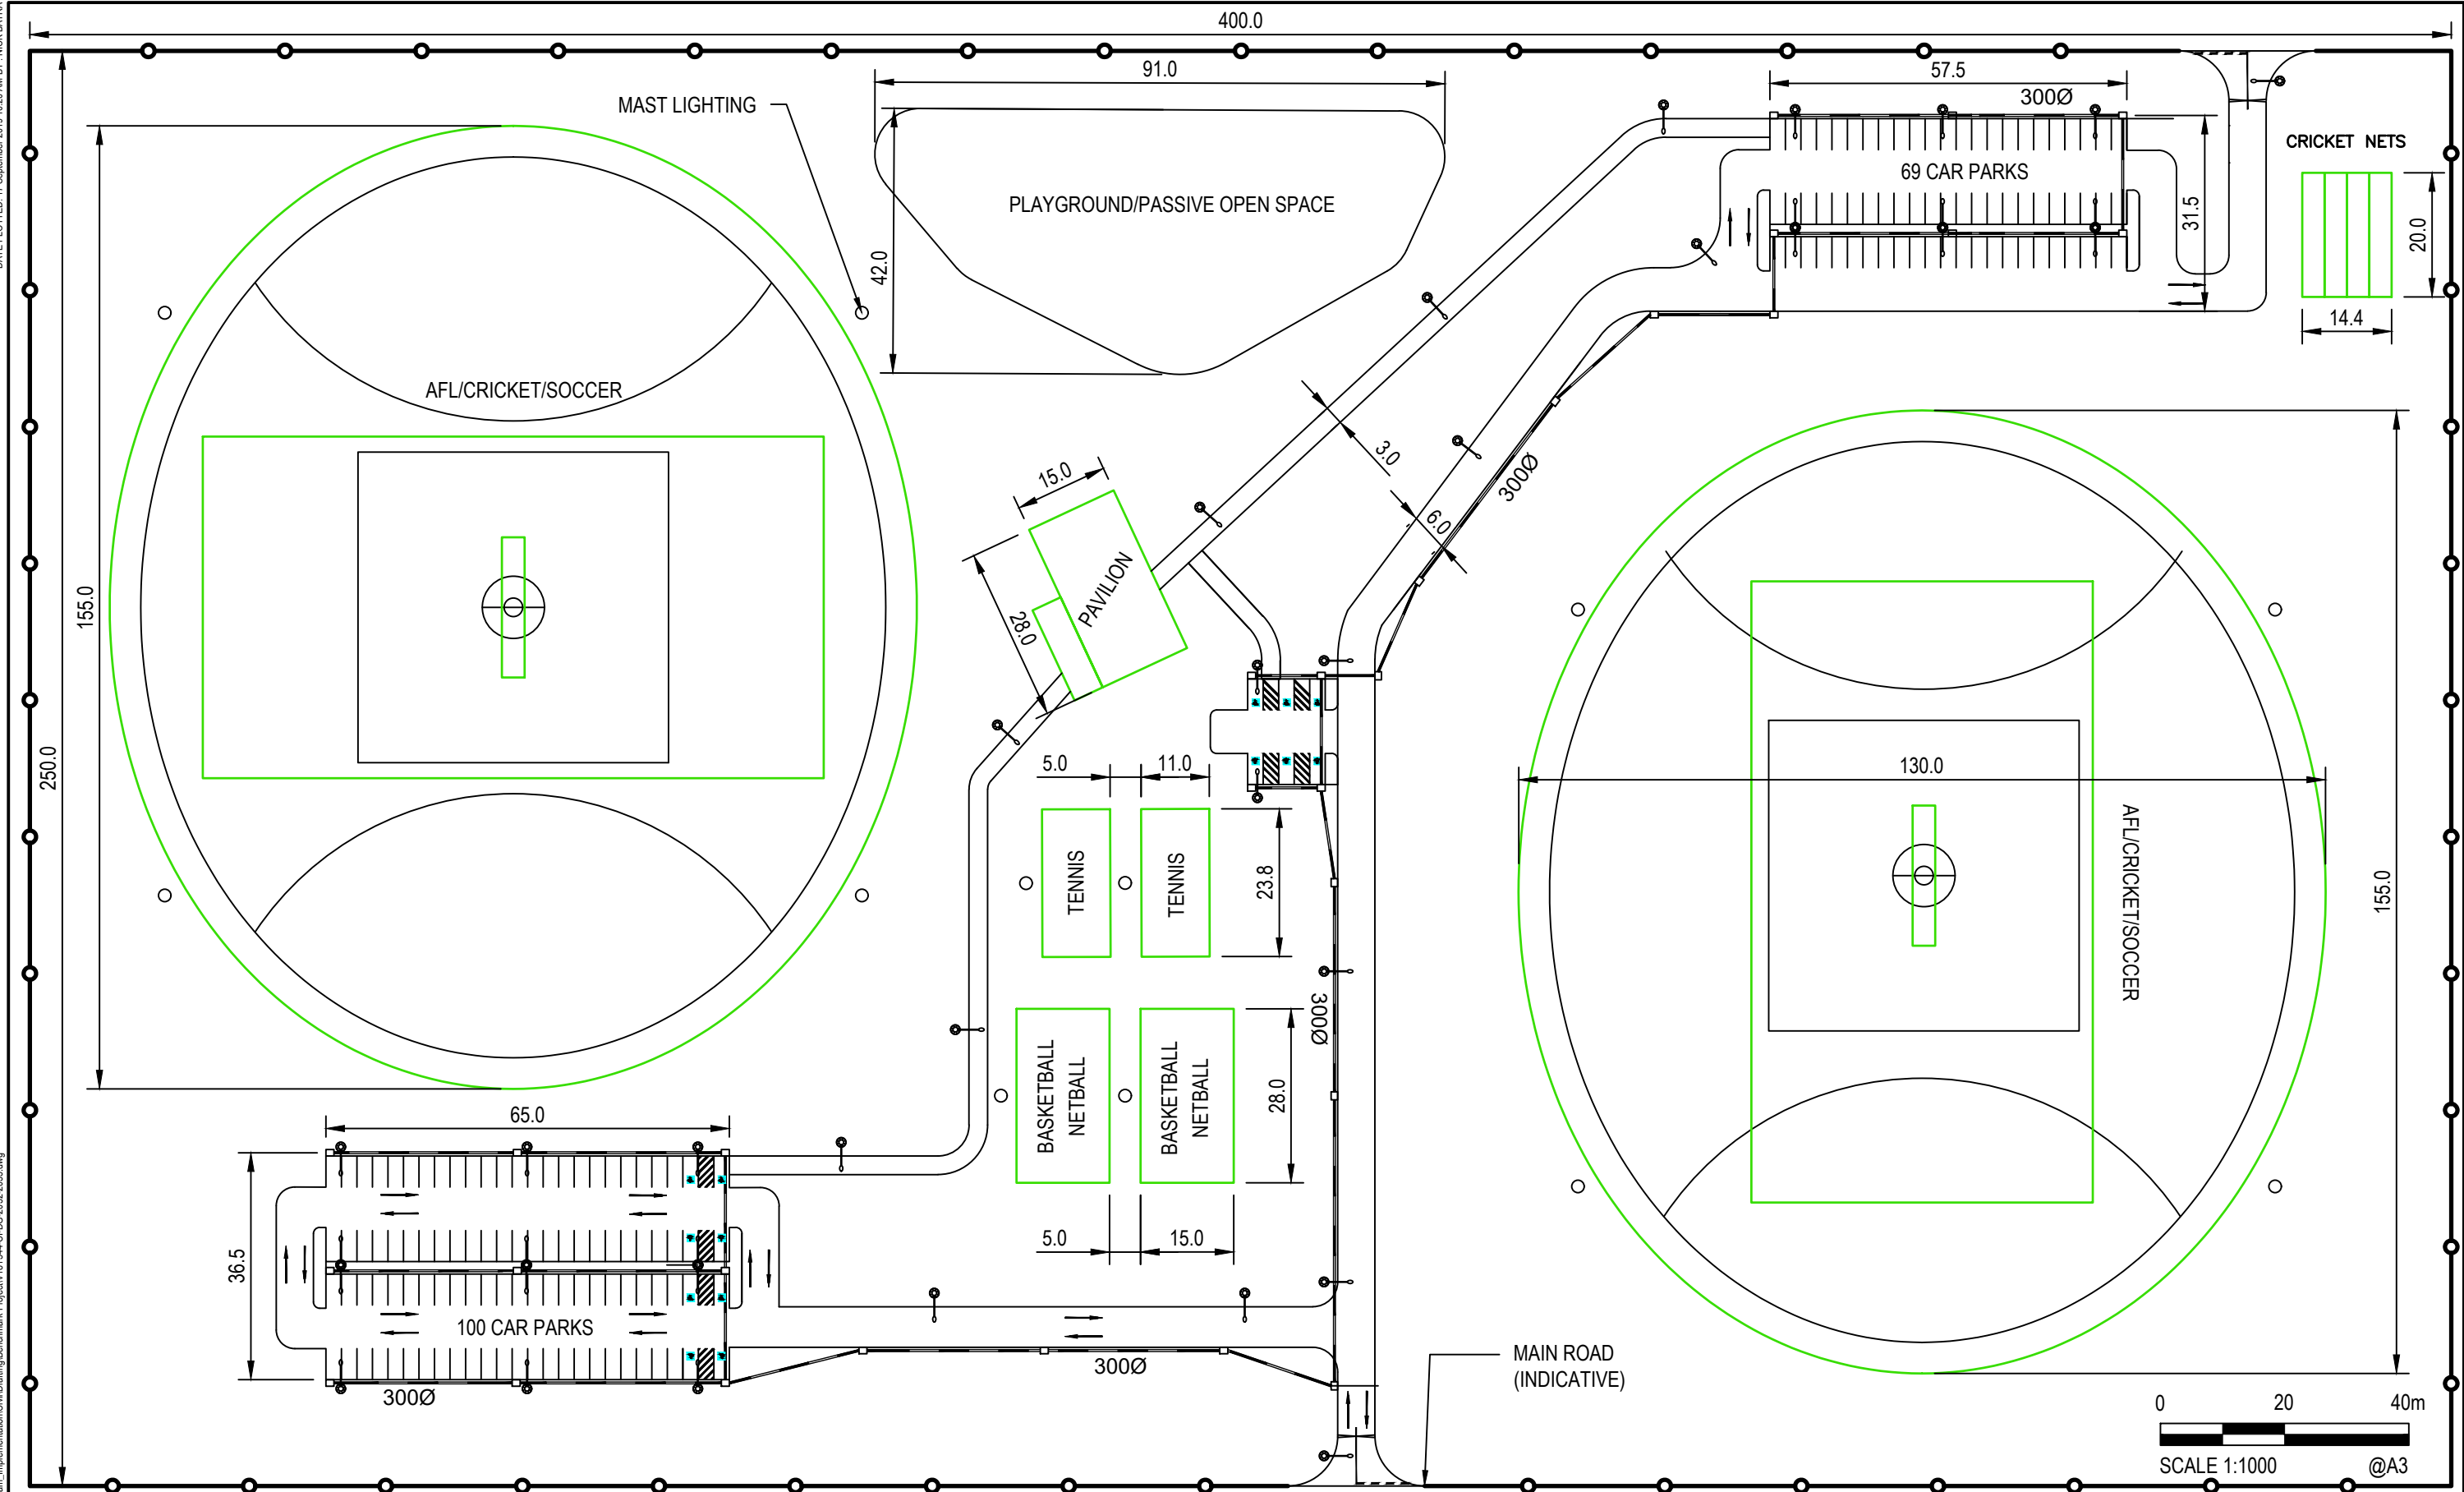 400.0
91.0
57.5
300Ø
MAST LIGHTING
CRICKET NETS
69 CAR PARKS
PLAYGROUND/PASSIVE OPEN SPACE
31.5
20.0
42.0
14.4
AFL/CRICKET/SOCCER
3.0
15.0
300Ø
6.0
PAVILION
28.0
155.0
250.0
5.0
11.0
130.0
TENNIS
TENNIS
23.8
AFL/CRICKET/SOCCER
155.0
300Ø
BASKETBALL
NETBALL
BASKETBALL
NETBALL
28.0
65.0
5.0
15.0
36.5
100 CAR PARKS
300Ø
300Ø
MAIN ROAD
(INDICATIVE)
0 20 40m
SCALE 1:1000 @A3